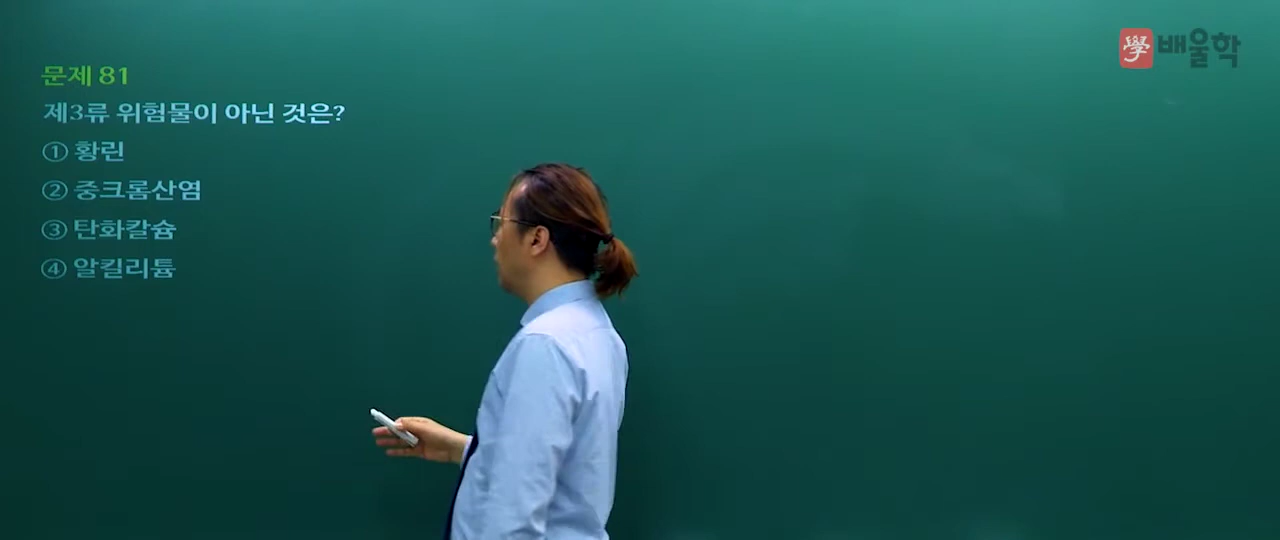 學 배울학
문제 81
제3류 위험물이 아닌 것은?
① 황린
② 중크롬산염
③ 탄화칼슘
④ 알킬리튬